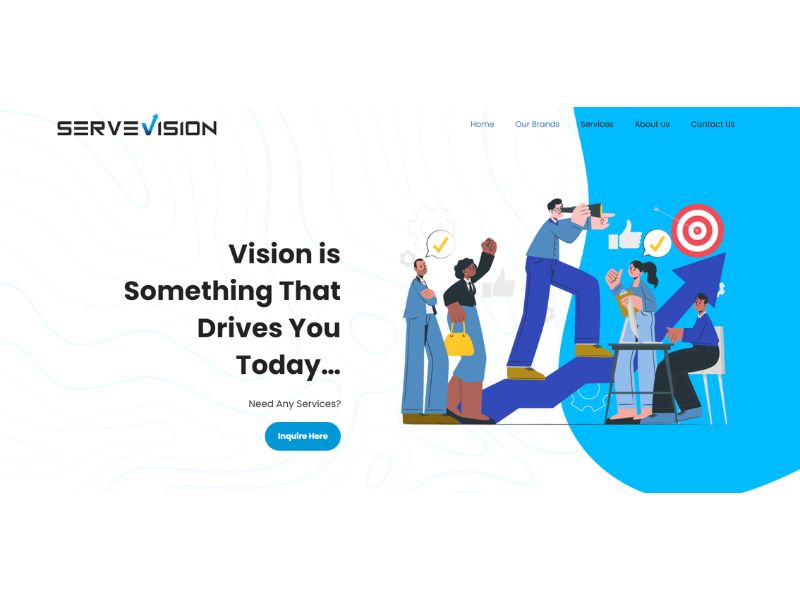 SERVEVISION
Home Our Brands Services About us Contact Us
Vision is
Something That
Drives You
Today...
Need Any Services?
Inquire Here